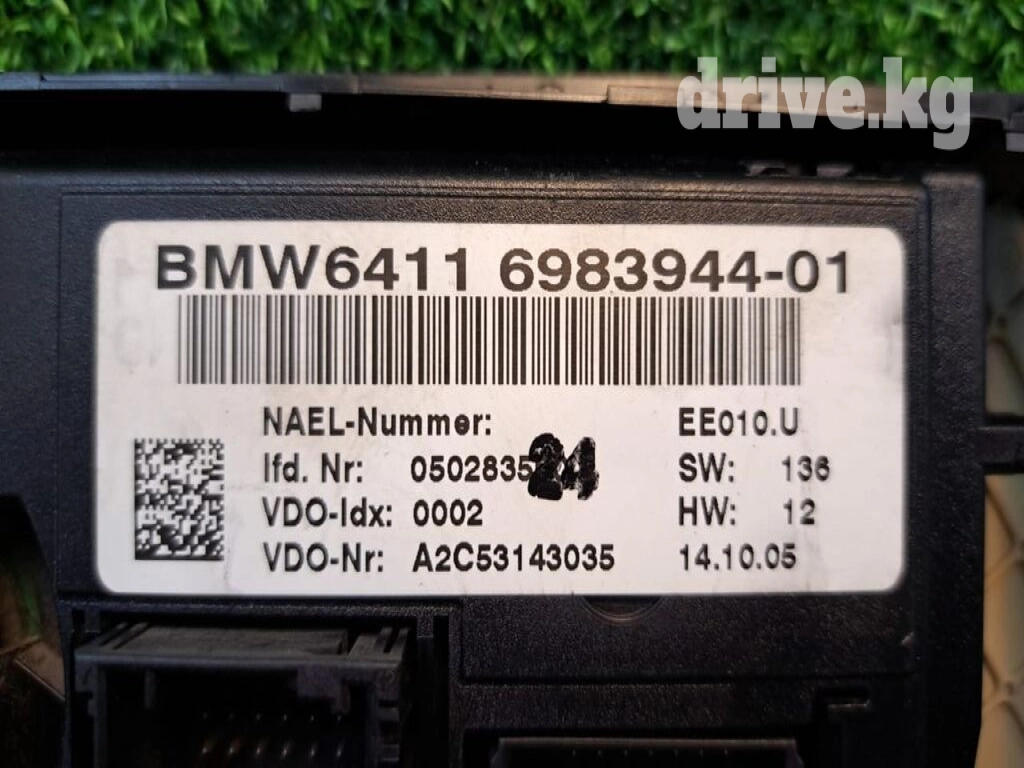 drive.kg
BMW6411 6983944-01
NAEL-Nummer: EE010.U
lfd. Nr: 0502835 24 SW: 136
VDO-Idx: 0002 HW: 12
VDO-Nr: A2C53143035 14.10.05